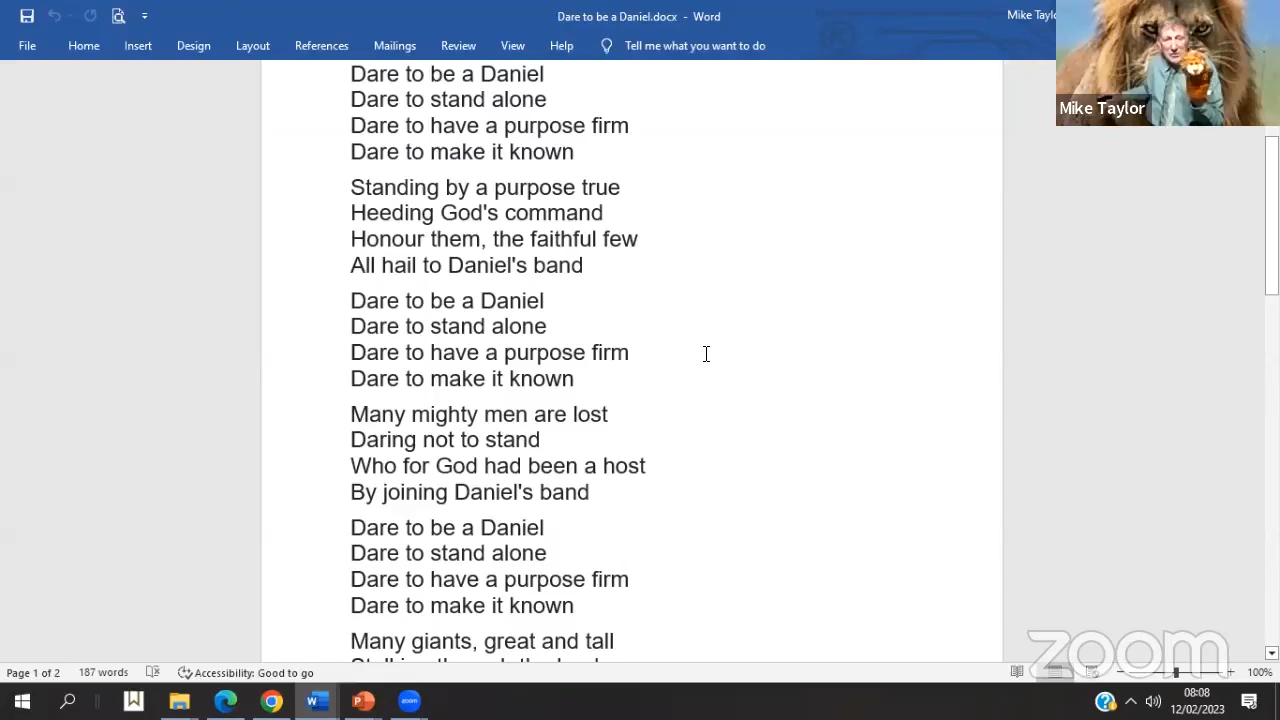 Dare to be a Daniel.docx - Word
Mike Taylo
File Home Insert Design Layout References Mailings Review View Help Tell me what you want to do
Mike Taylor
Dare to be a Daniel
Dare to stand alone
Dare to have a purpose firm
Dare to make it known
Standing by a purpose true
Heeding God's command
Honour them, the faithful few
All hail to Daniel's band
Dare to be a Daniel
Dare to stand alone
Dare to have a purpose firm
Dare to make it known
Many mighty men are lost
Daring not to stand
Who for God had been a host
By joining Daniel's band
Dare to be a Daniel
Dare to stand alone
Dare to have a purpose firm
Dare to make it known
Many giants, great and tall
zoom
Page 1 of 2 187 words Accessibility: Good to go 100%
W W P zoom
08:08
12/02/2023